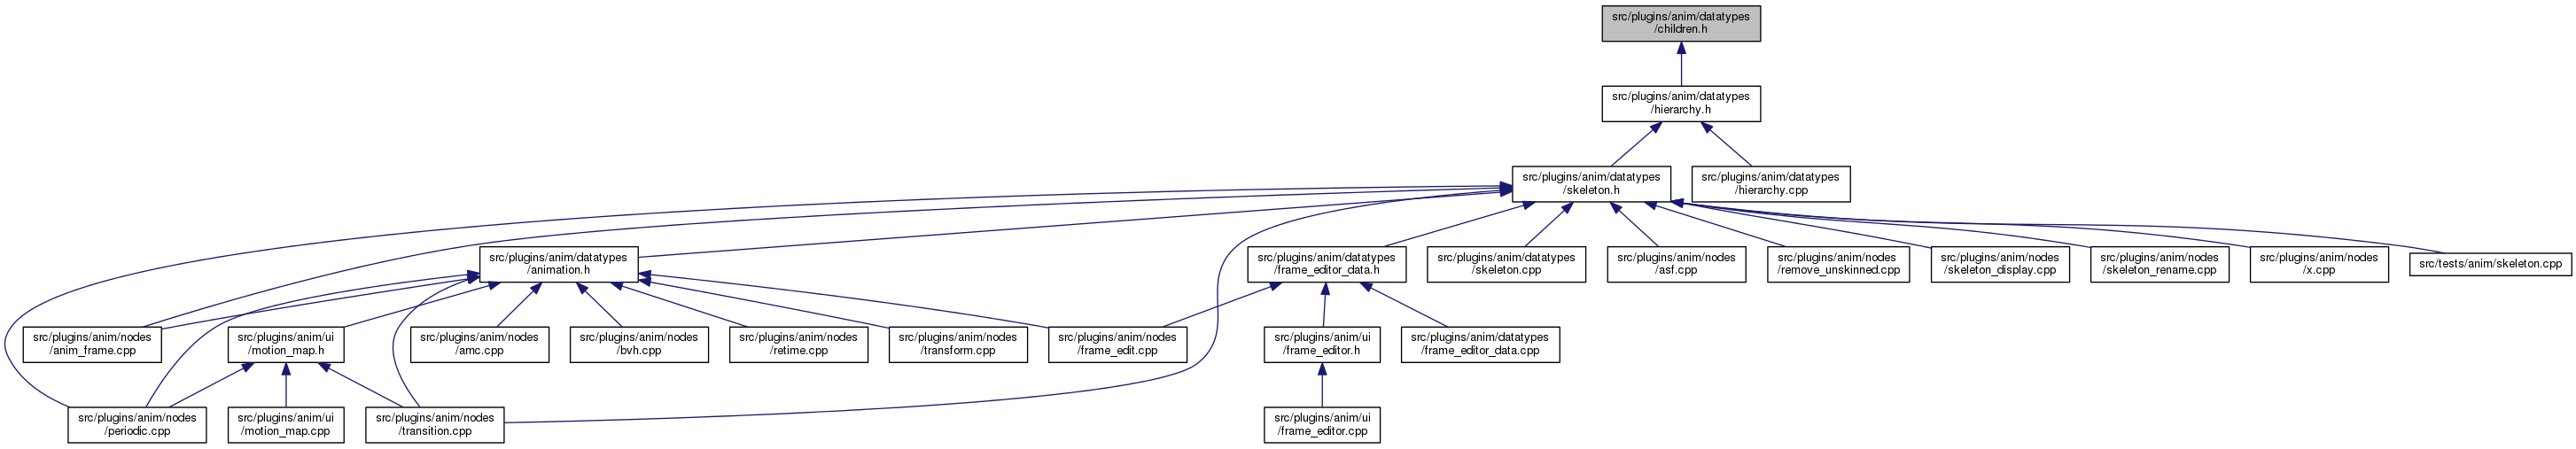 src/plugins/anim/datatypes
/children.h
src/plugins/anim/datatypes
/hierarchy.h
src/plugins/anim/datatypes
/skeleton.h
src/plugins/anim/datatypes
/hierarchy.cpp
src/plugins/anim/datatypes
/animation.h
src/plugins/anim/datatypes
/frame_editor_data.h
src/plugins/anim/datatypes
/skeleton.cpp
src/plugins/anim/nodes
/asf.cpp
src/plugins/anim/nodes
/remove_unskinned.cpp
src/plugins/anim/nodes
/skeleton_display.cpp
src/plugins/anim/nodes
/skeleton_rename.cpp
src/plugins/anim/nodes
/x.cpp
src/tests/anim/skeleton.cpp
src/plugins/anim/nodes
/anim_frame.cpp
src/plugins/anim/ui
/motion_map.h
src/plugins/anim/nodes
/amc.cpp
src/plugins/anim/nodes
/bvh.cpp
src/plugins/anim/nodes
/retime.cpp
src/plugins/anim/nodes
/transform.cpp
src/plugins/anim/nodes
/frame_edit.cpp
src/plugins/anim/ui
/frame_editor.h
src/plugins/anim/datatypes
/frame_editor_data.cpp
src/plugins/anim/nodes
/periodic.cpp
src/plugins/anim/ui
/motion_map.cpp
src/plugins/anim/nodes
/transition.cpp
src/plugins/anim/ui
/frame_editor.cpp